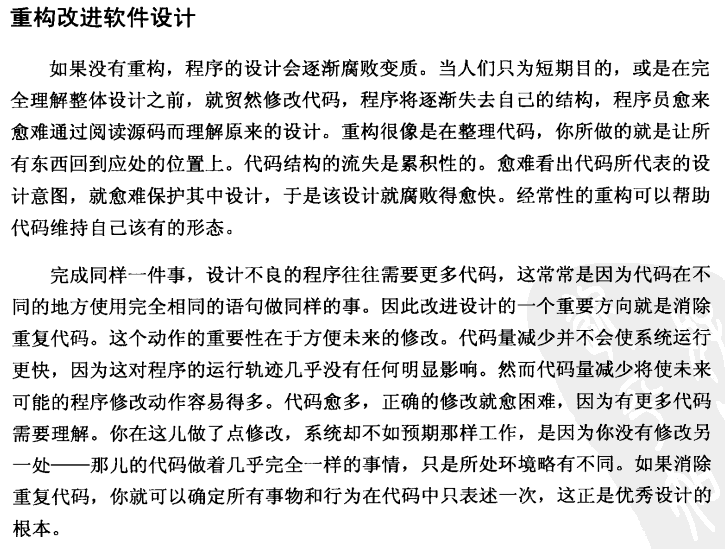 重构改进软件设计
如果没有重构，程序的设计会逐渐腐败变质。当人们只为短期目的，或是在完
全理解整体设计之前，就贸然修改代码，程序将逐渐失去自己的结构，程序员愈来
愈难通过阅读源码而理解原来的设计。重构很像是在整理代码，你所做的就是让所
有东西回到应处的位置上。代码结构的流失是累积性的。愈难看出代码所代表的设
计意图，就愈难保护其中设计，于是该设计就腐败得愈快。经常性的重构可以帮助
代码维持自己该有的形态。
完成同样一件事，设计不良的程序往往需要更多代码，这常常是因为代码在不
同的地方使用完全相同的语句做同样的事。因此改进设计的一个重要方向就是消除
重复代码。这个动作的重要性在于方便未来的修改。代码量减少并不会使系统运行
更快，因为这对程序的运行轨迹几乎没有任何明显影响。然而代码量减少将使未来
可能的程序修改动作容易得多。代码愈多，正确的修改就愈困难，因为有更多代码
需要理解。你在这儿做了点修改，系统却不如预期那样工作，是因为你没有修改另
一处——那儿的代码做着几乎完全一样的事情，只是所处环境略有不同。如果消除
重复代码，你就可以确定所有事物和行为在代码中只表述一次，这正是优秀设计的
根本。